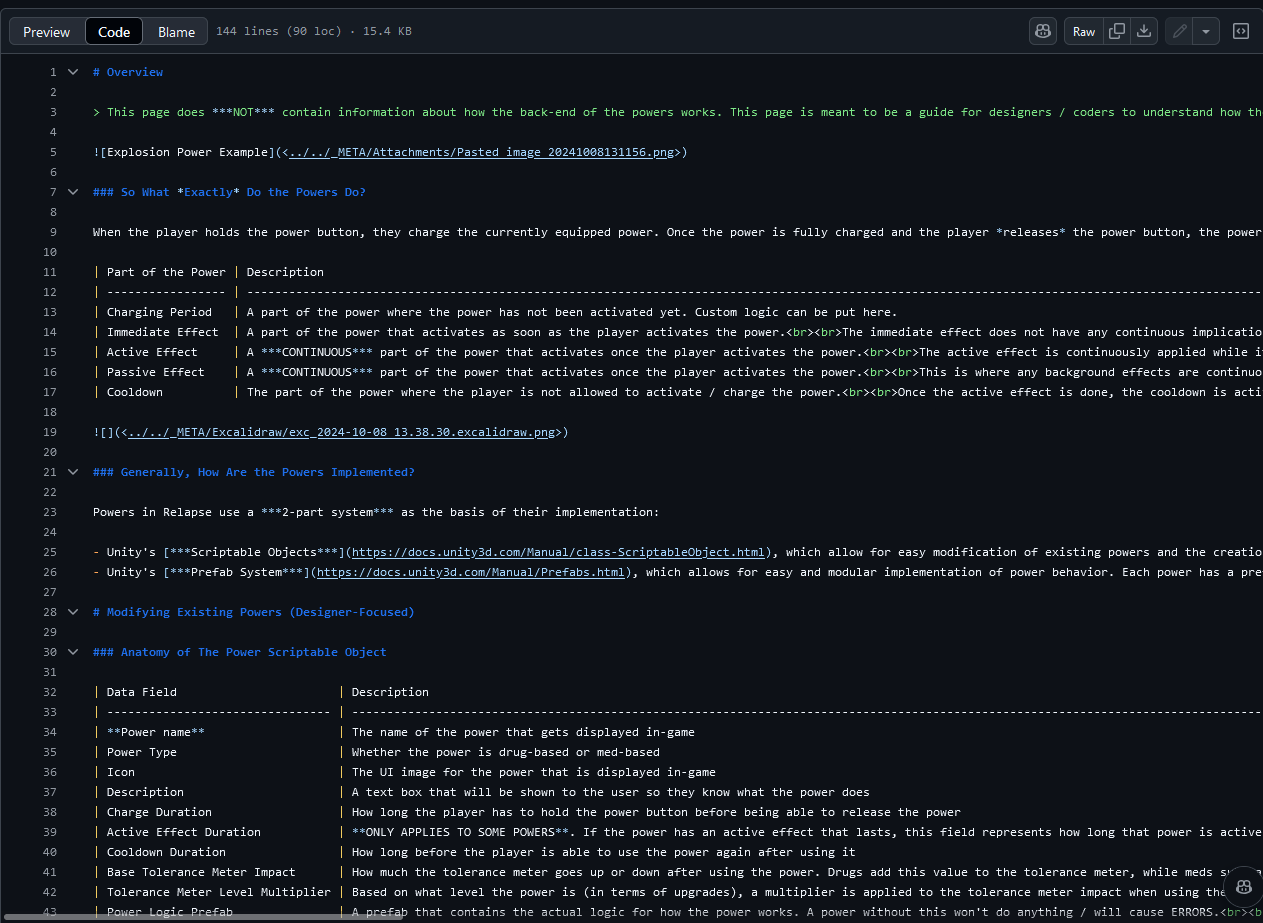 Preview Code Blame 144 lines (90 loc) · 15.4 KB Raw
1 # Overview
2
3 > This page does ***NOT*** contain information about how the back-end of the powers works. This page is meant to be a guide for designers / coders to understand how th
4
5 ![Explosion Power Example](<../../_META/Attachments/Pasted image 20241008131156.png>)
6
7 ### So What *Exactly* Do the Powers Do?
8
9 When the player holds the power button, they charge the currently equipped power. Once the power is fully charged and the player *releases* the power button, the power
10
11 | Part of the Power | Description
12 | ----------------- | -------------------------------------------------------------------------------------------------------------------------------------------------
13 | Charging Period | A part of the power where the power has not been activated yet. Custom logic can be put here.
14 | Immediate Effect | A part of the power that activates as soon as the player activates the power.<br><br>The immediate effect does not have any continuous implicatio
15 | Active Effect | A ***CONTINUOUS*** part of the power that activates once the player activates the power.<br><br>The active effect is continuously applied while i
16 | Passive Effect | A ***CONTINUOUS*** part of the power that activates once the player activates the power.<br><br>This is where any background effects are continuo
17 | Cooldown | The part of the power where the player is not allowed to activate / charge the power.<br><br>Once the active effect is done, the cooldown is acti
18
19 ![](<../../_META/Excalidraw/exc_2024-10-08 13.38.30.excalidraw.png>)
20
21 ### Generally, How Are the Powers Implemented?
22
23 Powers in Relapse use a ***2-part system*** as the basis of their implementation:
24
25 - Unity's [***Scriptable Objects***](https://docs.unity3d.com/Manual/class-ScriptableObject.html), which allow for easy modification of existing powers and the creatio
26 - Unity's [***Prefab System***](https://docs.unity3d.com/Manual/Prefabs.html), which allows for easy and modular implementation of power behavior. Each power has a pre
27
28 # Modifying Existing Powers (Designer-Focused)
29
30 ### Anatomy of The Power Scriptable Object
31
32 | Data Field | Description
33 | -------------------------------- | ----------------------------------------------------------------------------------------------------------------------------------
34 | **Power name** | The name of the power that gets displayed in-game
35 | Power Type | Whether the power is drug-based or med-based
36 | Icon | The UI image for the power that is displayed in-game
37 | Description | A text box that will be shown to the user so they know what the power does
38 | Charge Duration | How long the player has to hold the power button before being able to release the power
39 | Active Effect Duration | **ONLY APPLIES TO SOME POWERS**. If the power has an active effect that lasts, this field represents how long that power is active
40 | Cooldown Duration | How long before the player is able to use the power again after using it
41 | Base Tolerance Meter Impact | How much the tolerance meter goes up or down after using the power. Drugs add this value to the tolerance meter, while meds
42 | Tolerance Meter Level Multiplier | Based on what level the power is (in terms of upgrades), a multiplier is applied to the tolerance meter impact when using the
43 | Power Logic Prefab | A prefab that contains the actual logic for how the power works. A power without this won't do anything / will cause ERRORS.<br><b